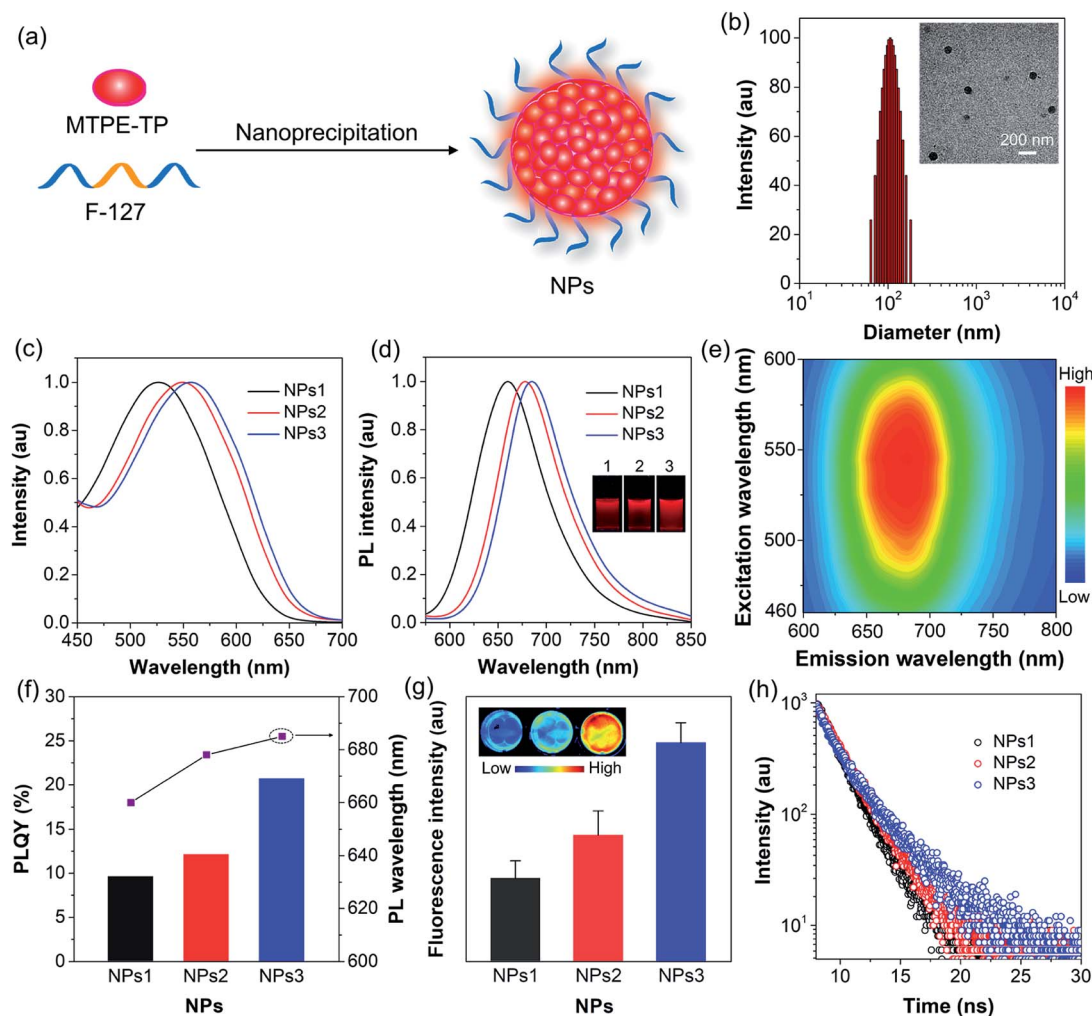 (a)
MTPE-TP
F-127
Nanoprecipitation
NPs
(b)
Intensity (au)
100
80
60
40
20
0
10^1
10^2
10^3
10^4
Diameter (nm)
200 nm
(c)
Intensity (au)
1.0
0.8
0.6
0.4
0.2
0.0
450
500
550
600
650
700
Wavelength (nm)
NPs1
NPs2
NPs3
(d)
PL intensity (au)
1.0
0.8
0.6
0.4
0.2
0.0
600
650
700
750
800
850
Wavelength (nm)
NPs1
NPs2
NPs3
1 2 3
(e)
Excitation wavelength (nm)
600
550
500
460
600
650
700
750
800
Emission wavelength (nm)
High
Low
(f)
PLQY (%)
30
25
20
15
10
5
0
NPs1
NPs2
NPs3
NPs
PL wavelength (nm)
700
680
660
640
620
600
(g)
Fluorescence intensity (au)
Low
High
NPs1
NPs2
NPs3
NPs
(h)
Intensity (au)
10^3
10^2
10^1
10
15
20
25
30
Time (ns)
NPs1
NPs2
NPs3